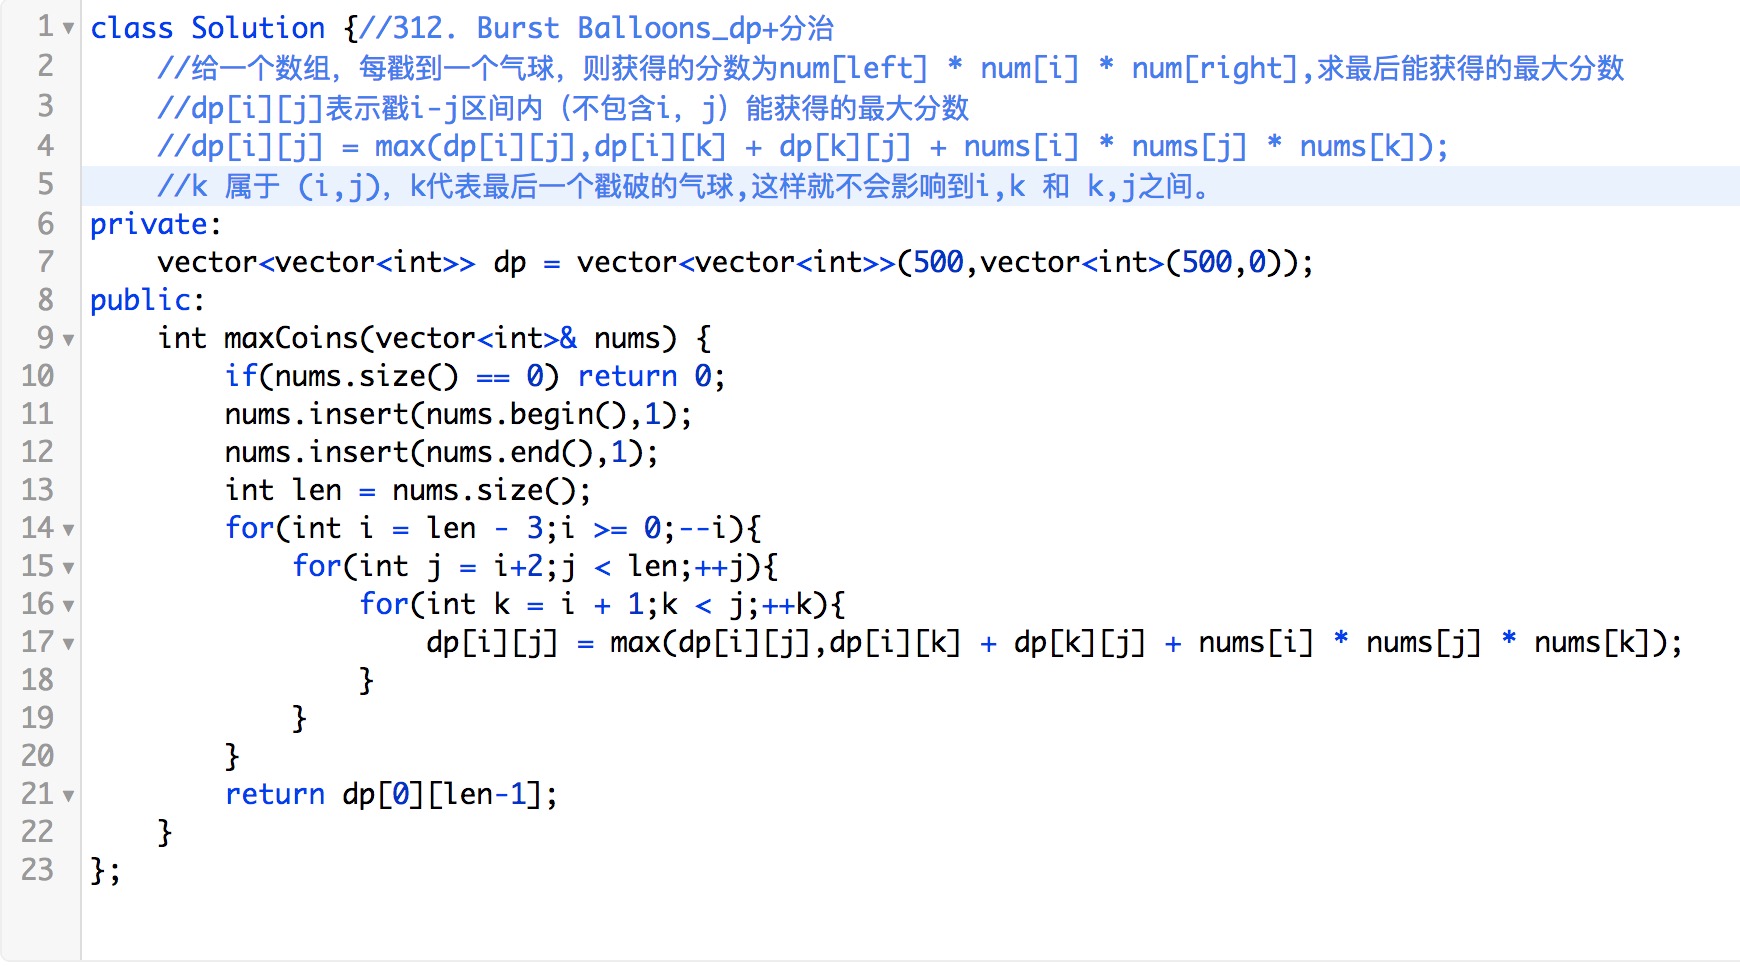 1 class Solution {//312. Burst Balloons_dp+分治
2     //给一个数组，每戳到一个气球，则获得的分数为num[left] * num[i] * num[right],求最后能获得的最大分数
3     //dp[i][j]表示戳i-j区间内（不包含i，j）能获得的最大分数
4     //dp[i][j] = max(dp[i][j],dp[i][k] + dp[k][j] + nums[i] * nums[j] * nums[k]);
5     //k 属于 (i,j)，k代表最后一个戳破的气球,这样就不会影响到i,k 和 k,j之间。
6 private:
7     vector<vector<int>> dp = vector<vector<int>>(500,vector<int>(500,0));
8 public:
9     int maxCoins(vector<int>& nums) {
10         if(nums.size() == 0) return 0;
11         nums.insert(nums.begin(),1);
12         nums.insert(nums.end(),1);
13         int len = nums.size();
14         for(int i = len - 3;i >= 0;--i){
15             for(int j = i+2;j < len;++j){
16                 for(int k = i + 1;k < j;++k){
17                     dp[i][j] = max(dp[i][j],dp[i][k] + dp[k][j] + nums[i] * nums[j] * nums[k]);
18                 }
19             }
20         }
21         return dp[0][len-1];
22     }
23 };